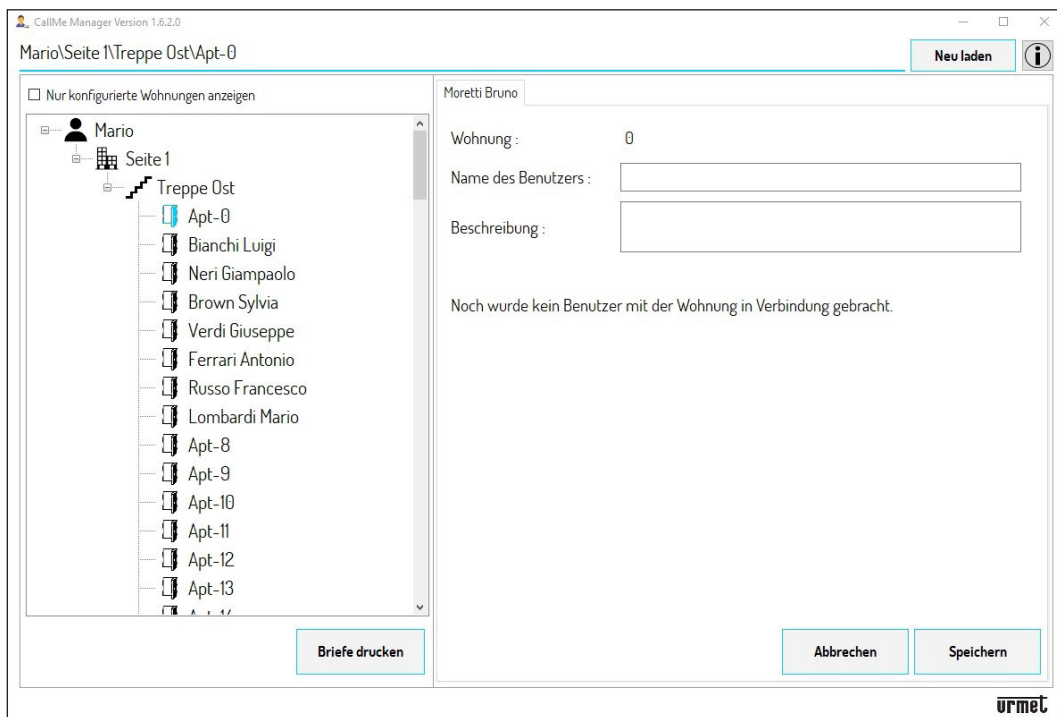 CallMe Manager Version 1.6.2.0
Mario\Seite 1\Treppe Ost\Apt-0
Neu laden
Nur konfigurierte Wohnungen anzeigen
Mario
Seite 1
Treppe Ost
Apt-0
Bianchi Luigi
Neri Giampaolo
Brown Sylvia
Verdi Giuseppe
Ferrari Antonio
Russo Francesco
Lombardi Mario
Apt-8
Apt-9
Apt-10
Apt-11
Apt-12
Apt-13
Briefe drucken
Moretti Bruno
Wohnung : 0
Name des Benutzers :
Beschreibung :
Noch wurde kein Benutzer mit der Wohnung in Verbindung gebracht.
Abbrechen
Speichern
urmet